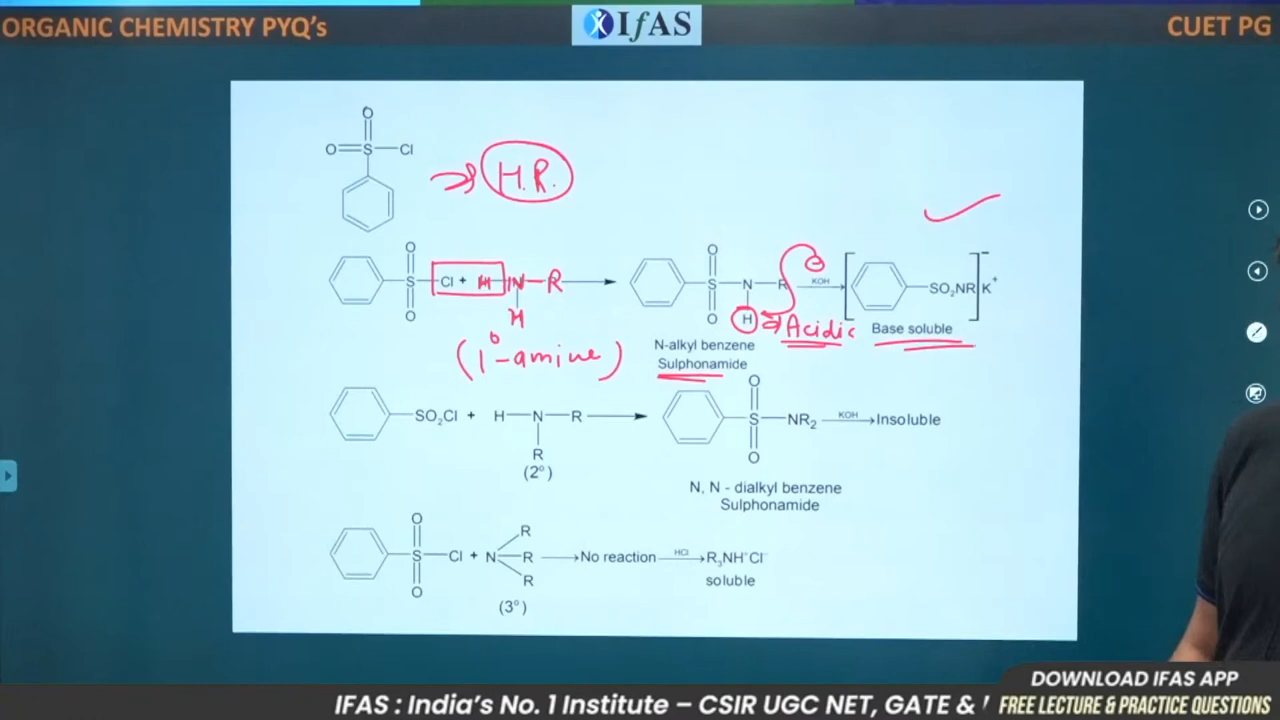 ORGANIC CHEMISTRY PYQ's
IFAS
CUET PG
O
O S Cl
H.R.
O O
S Cl + H N R S N R KOH [ SO2NR ]- K+
O H O H Acidic Base soluble
(1°-amine) N-alkyl benzene
Sulphonamide
O
SO2Cl + H N R S NR2 KOH Insoluble
R O
(2°)
N, N - dialkyl benzene
Sulphonamide
O R
S Cl + N R No reaction HCl R3NH+Cl-
O R soluble
(3°)
DOWNLOAD IFAS APP
IFAS : India's No. 1 Institute – CSIR UGC NET, GATE &
FREE LECTURE & PRACTICE QUESTIONS